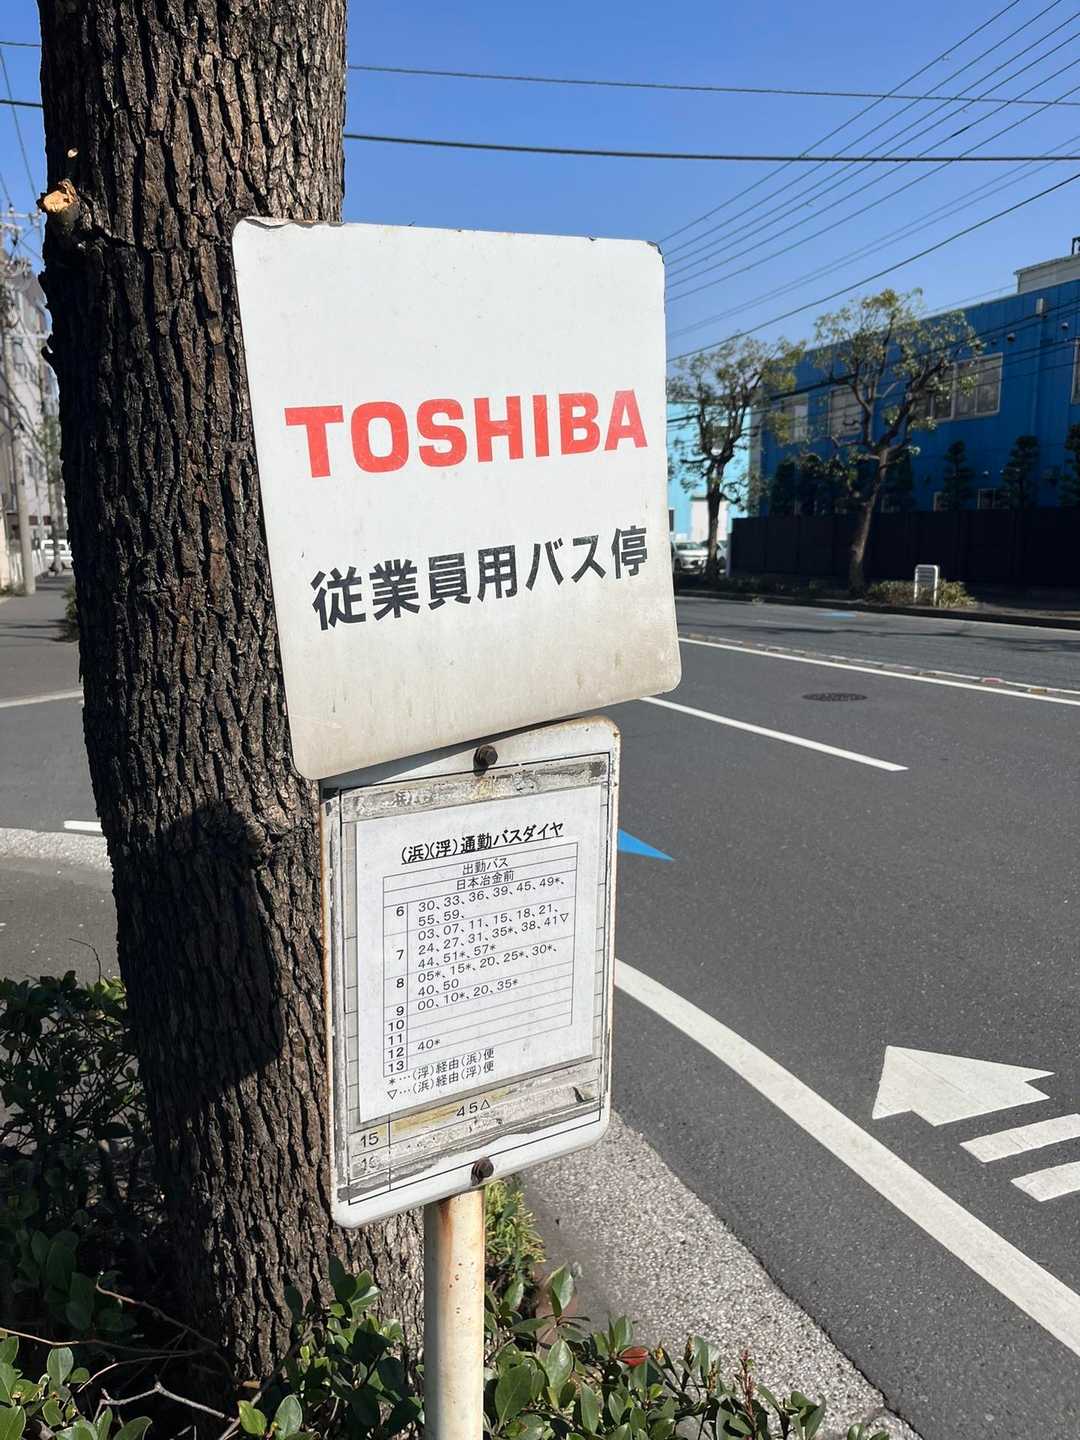 TOSHIBA
従業員用バス停
(浜)(浮)通勤バスダイヤ
出勤バス
日本冶金前
6 30、33、36、39、45、49*、
55、59、
7 03、07、11、15、18、21、
24、27、31、35*、38、41▽
44、51*、57*
8 05*、15*、20、25*、30*、
40、50
9 00、10*、20、35*
10
11
12 40*
13
*…(浮)経由(浜)便
▽…(浜)経由(浮)便
45△
15